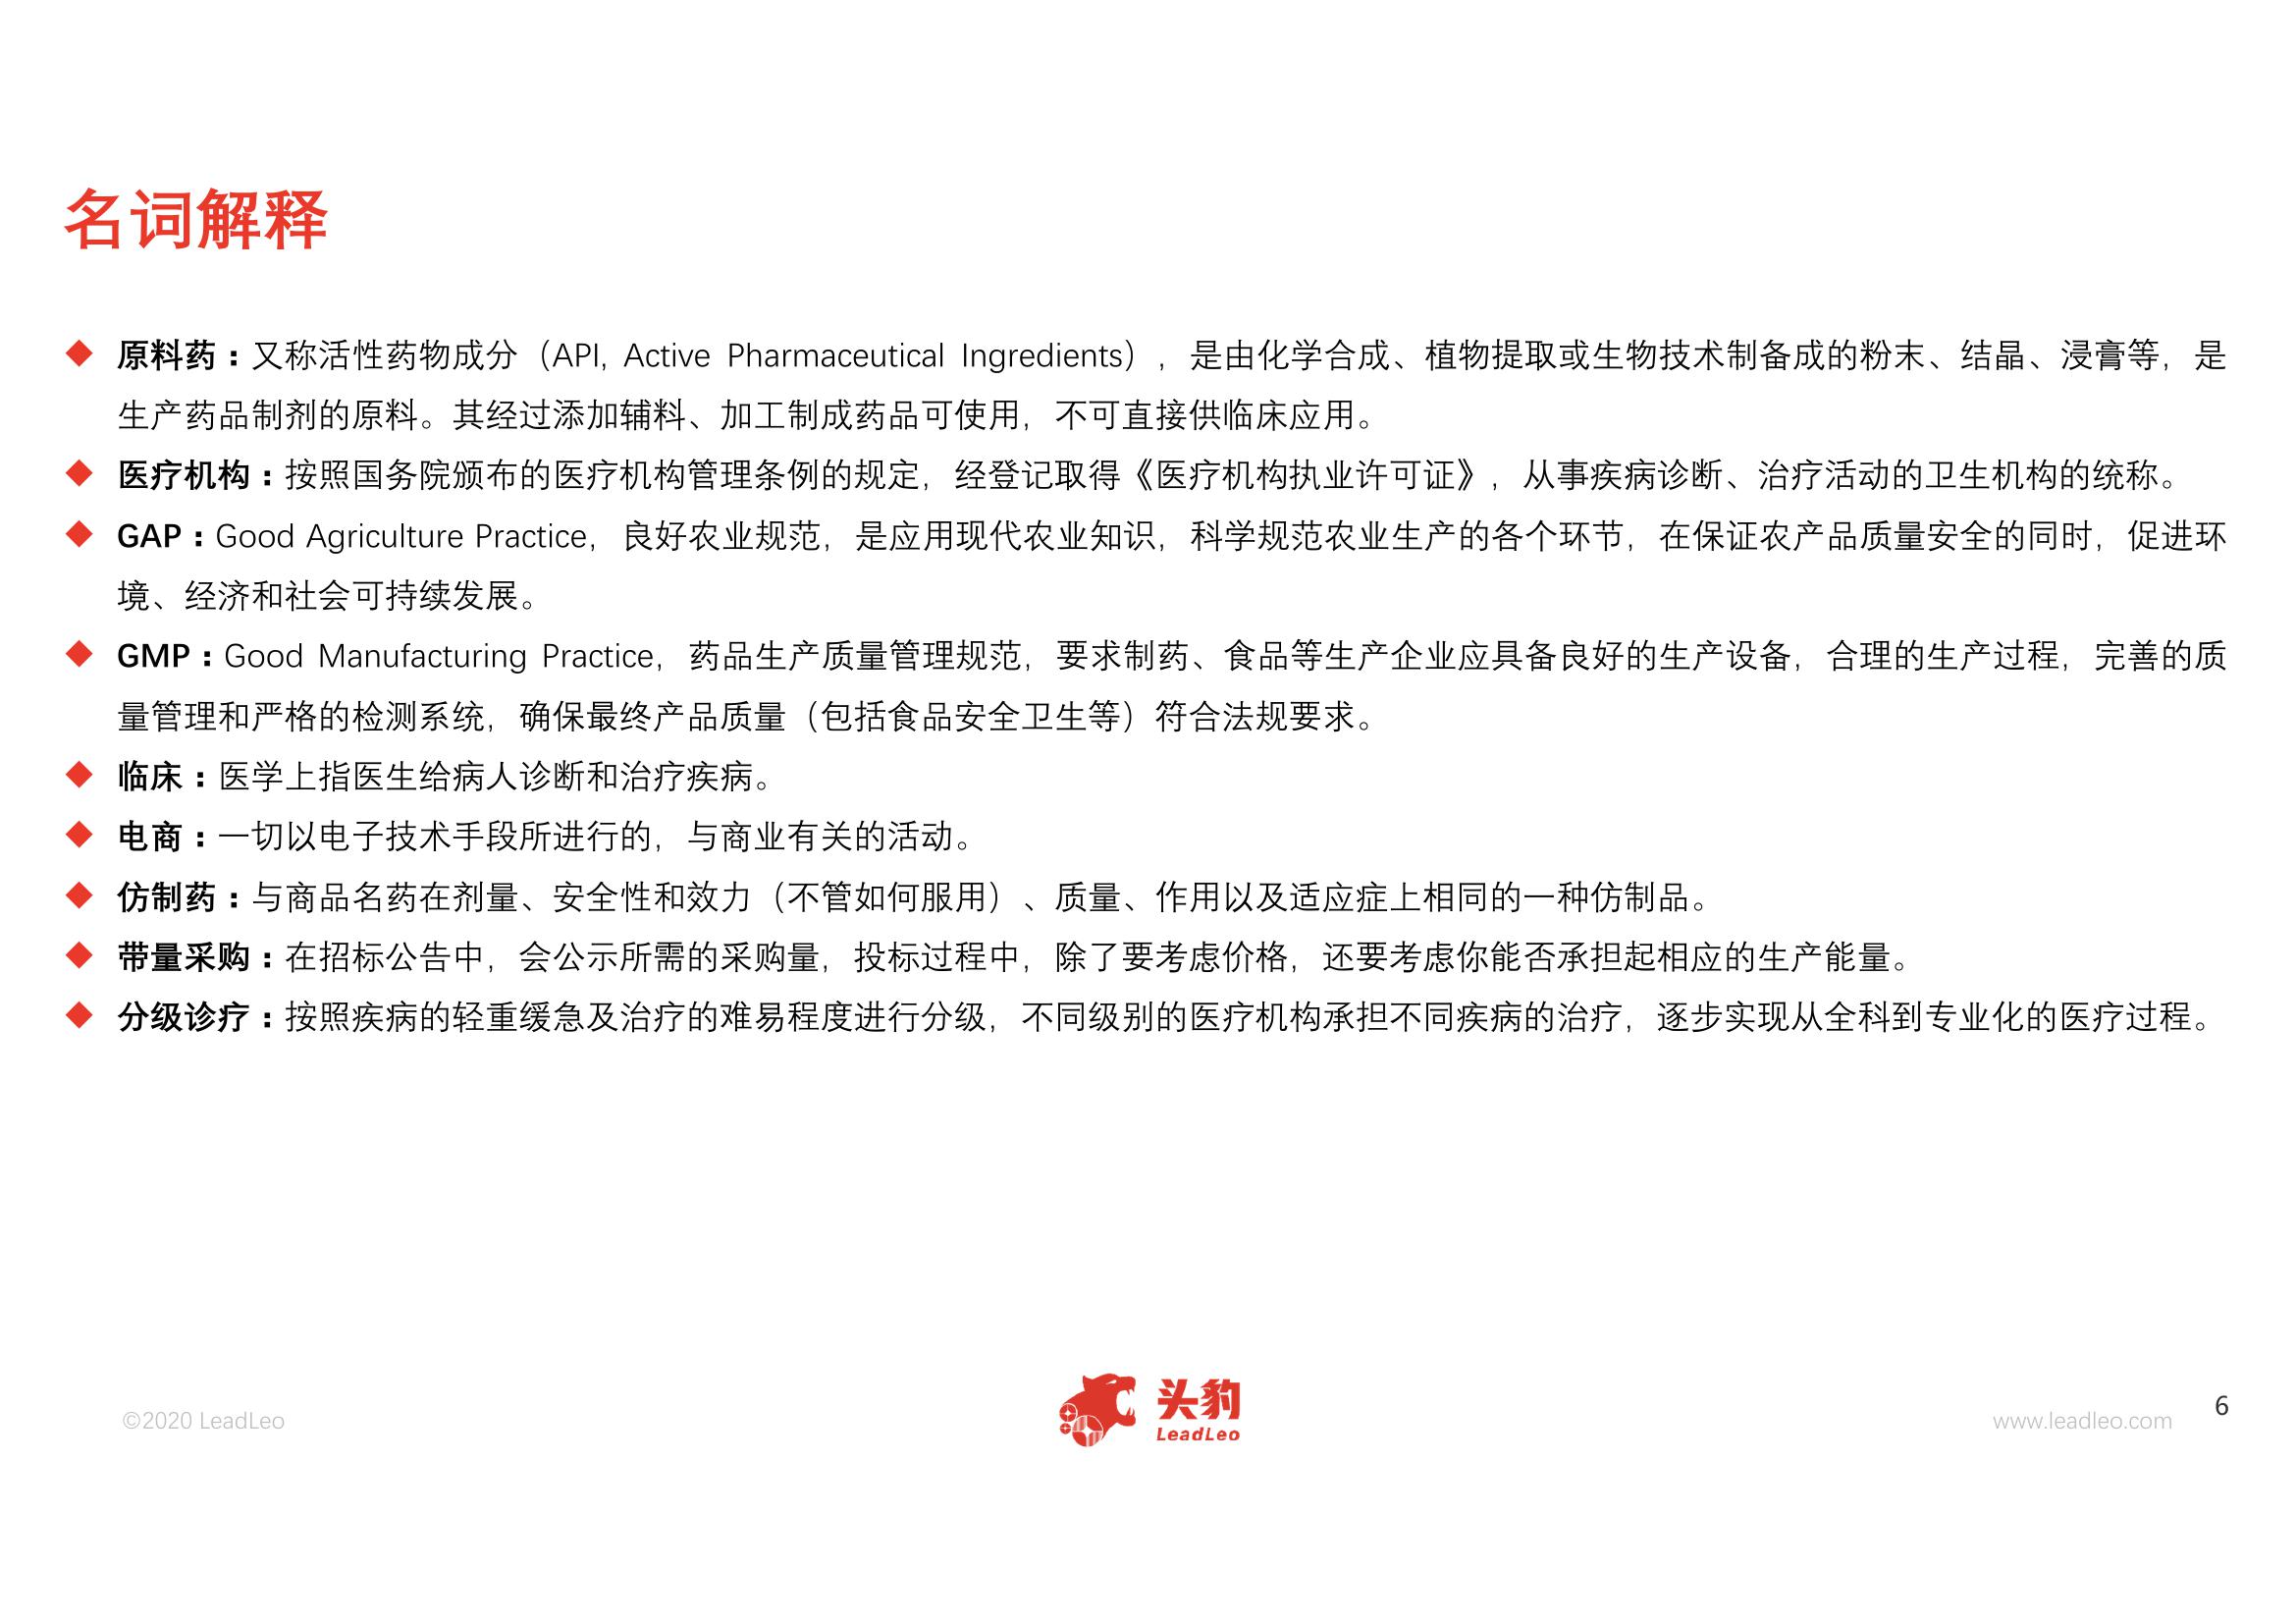 名词解释
原料药：又称活性药物成分（API, Active Pharmaceutical Ingredients），是由化学合成、植物提取或生物技术制备成的粉末、结晶、浸膏等，是
生产药品制剂的原料。其经过添加辅料、加工制成药品可使用，不可直接供临床应用。
医疗机构：按照国务院颁布的医疗机构管理条例的规定，经登记取得《医疗机构执业许可证》，从事疾病诊断、治疗活动的卫生机构的统称。
GAP：Good Agriculture Practice，良好农业规范，是应用现代农业知识，科学规范农业生产的各个环节，在保证农产品质量安全的同时，促进环
境、经济和社会可持续发展。
GMP：Good Manufacturing Practice，药品生产质量管理规范，要求制药、食品等生产企业应具备良好的生产设备，合理的生产过程，完善的质
量管理和严格的检测系统，确保最终产品质量（包括食品安全卫生等）符合法规要求。
临床：医学上指医生给病人诊断和治疗疾病。
电商：一切以电子技术手段所进行的，与商业有关的活动。
仿制药：与商品名药在剂量、安全性和效力（不管如何服用）、质量、作用以及适应症上相同的一种仿制品。
带量采购：在招标公告中，会公示所需的采购量，投标过程中，除了要考虑价格，还要考虑你能否承担起相应的生产能量。
分级诊疗：按照疾病的轻重缓急及治疗的难易程度进行分级，不同级别的医疗机构承担不同疾病的治疗，逐步实现从全科到专业化的医疗过程。
©2020 LeadLeo
头豹
LeadLeo
www.leadleo.com
6